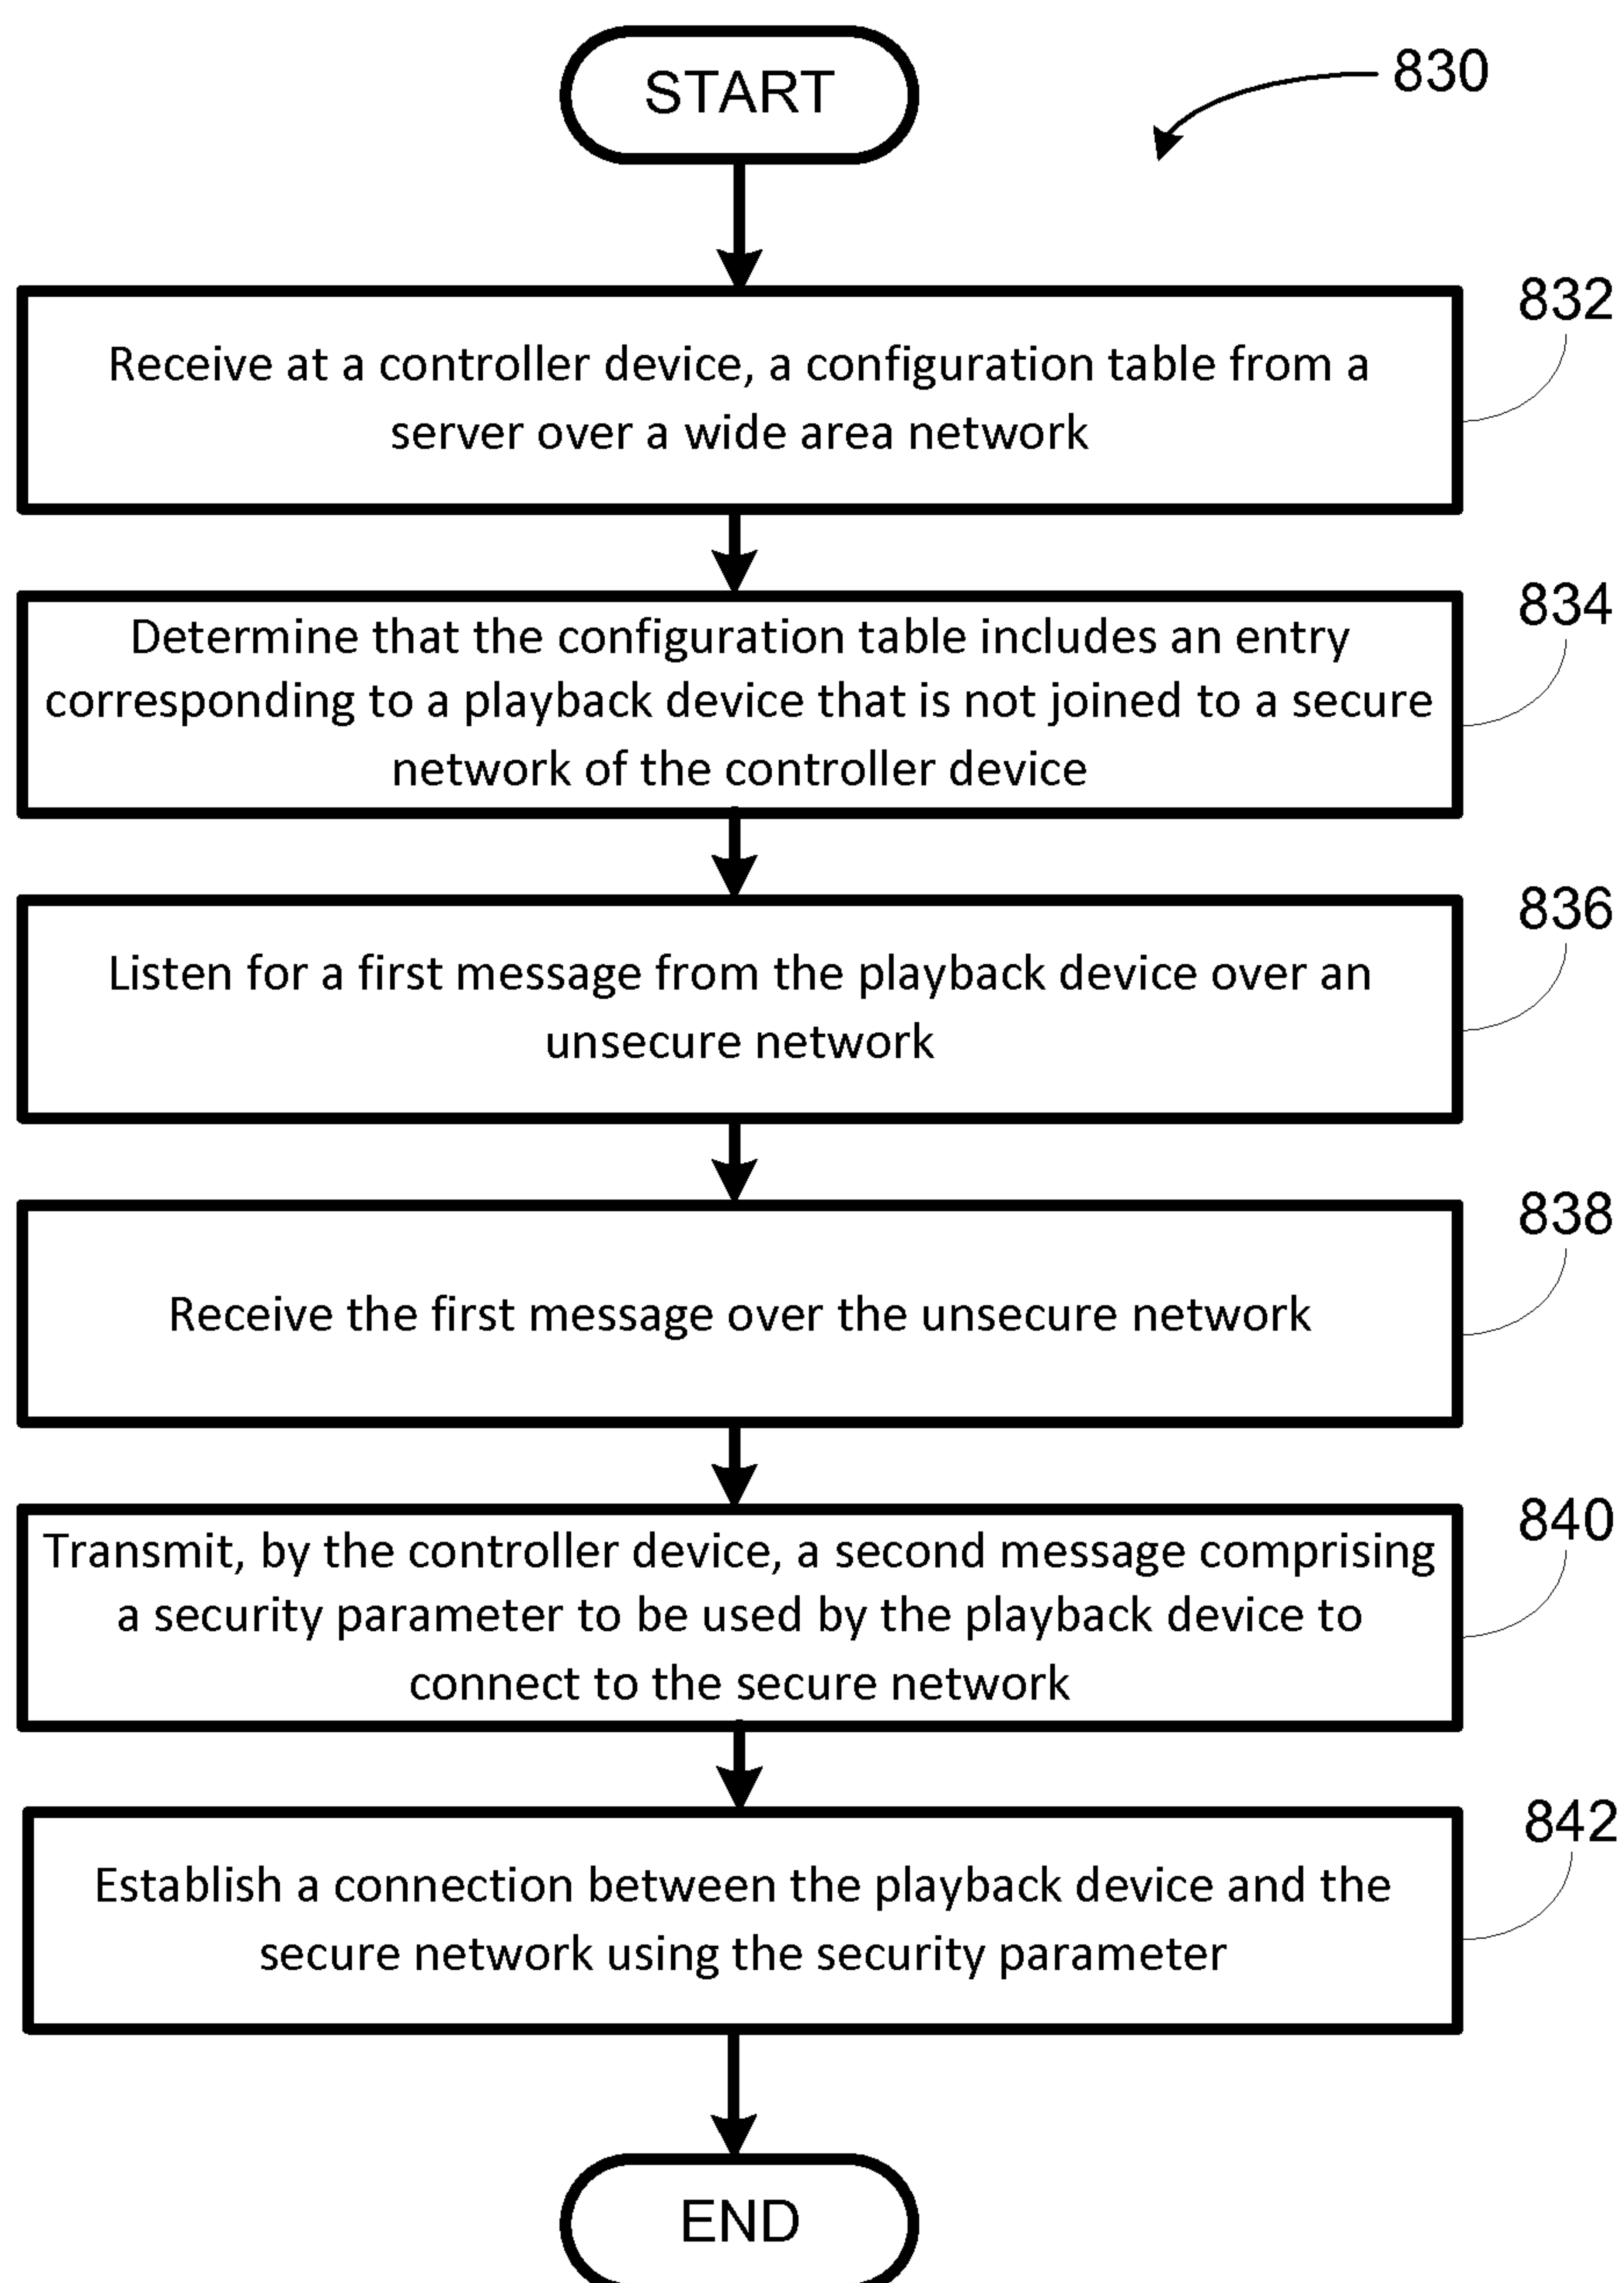 START
830
832
Receive at a controller device, a configuration table from a
server over a wide area network
834
Determine that the configuration table includes an entry
corresponding to a playback device that is not joined to a secure
network of the controller device
836
Listen for a first message from the playback device over an
unsecure network
838
Receive the first message over the unsecure network
840
Transmit, by the controller device, a second message comprising
a security parameter to be used by the playback device to
connect to the secure network
842
Establish a connection between the playback device and the
secure network using the security parameter
END